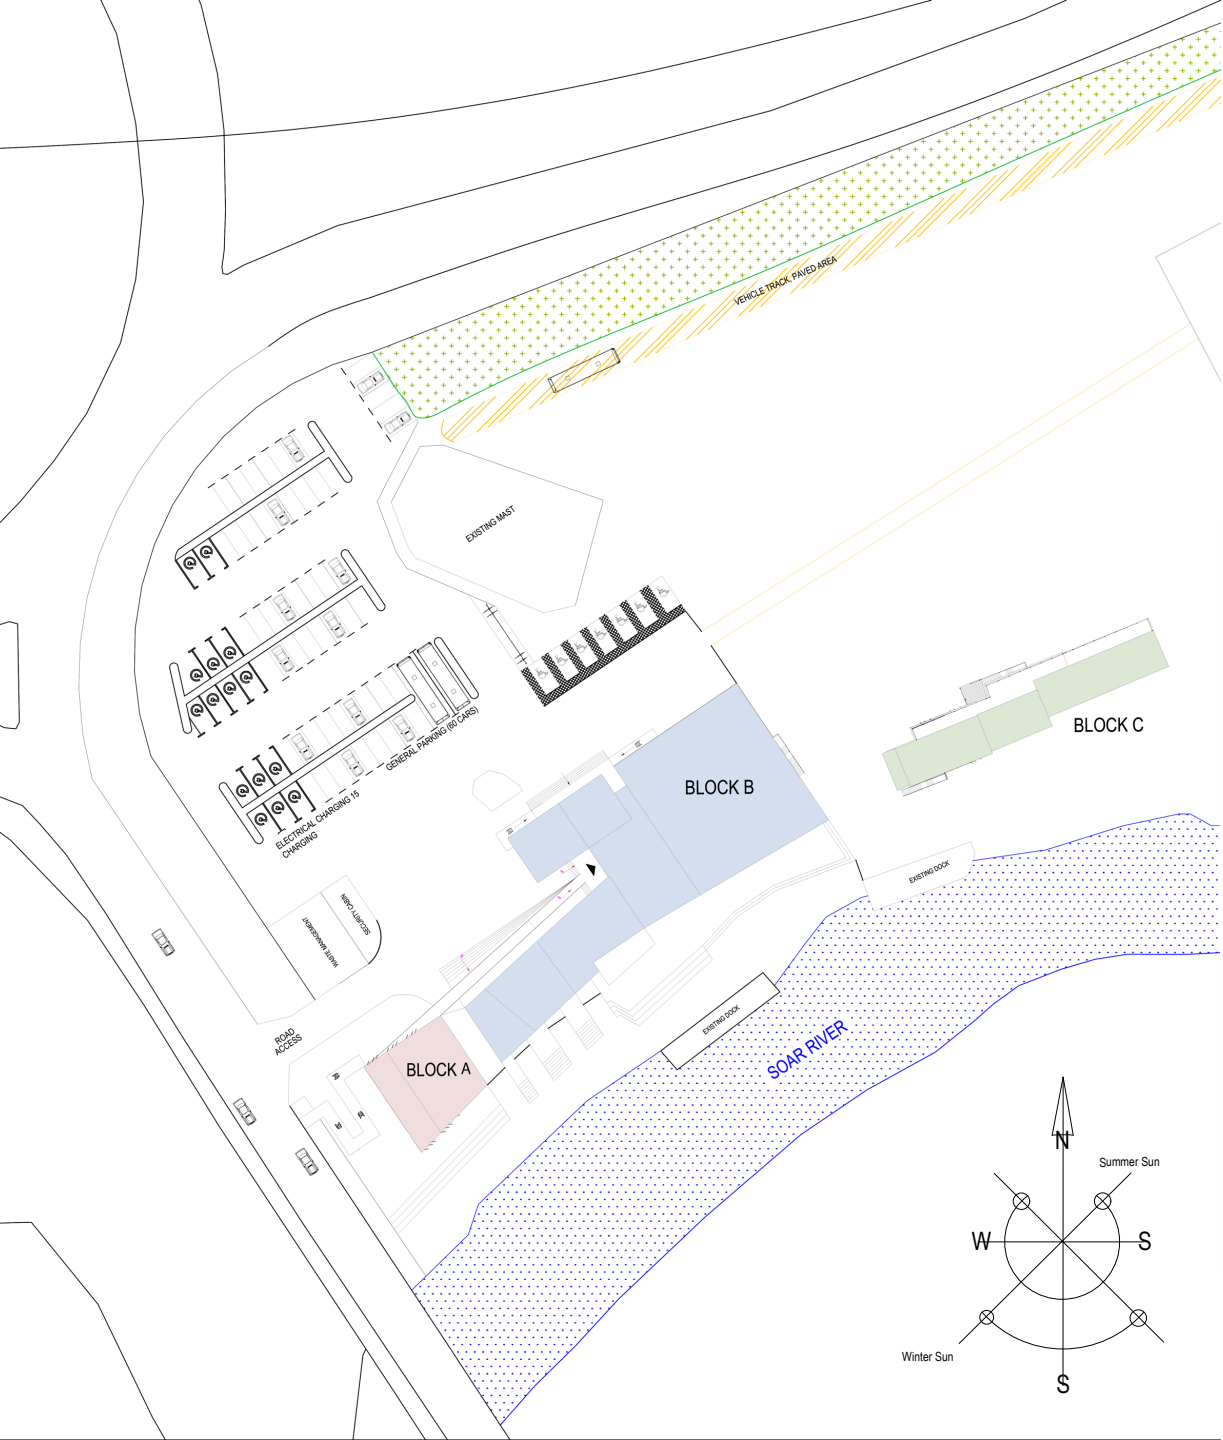 VEHICLE TRACK, PAVED AREA
EXISTING MAST
GENERAL PARKING (60 CARS)
BLOCK C
BLOCK B
ELECTRICAL CHARGING 15
CHARGING
EXISTING DOCK
SECURITY CABIN
WASTE MANAGEMENT
EXISTING DOCK
ROAD
ACCESS
SOAR RIVER
BLOCK A
N
Summer Sun
W
S
Winter Sun
S